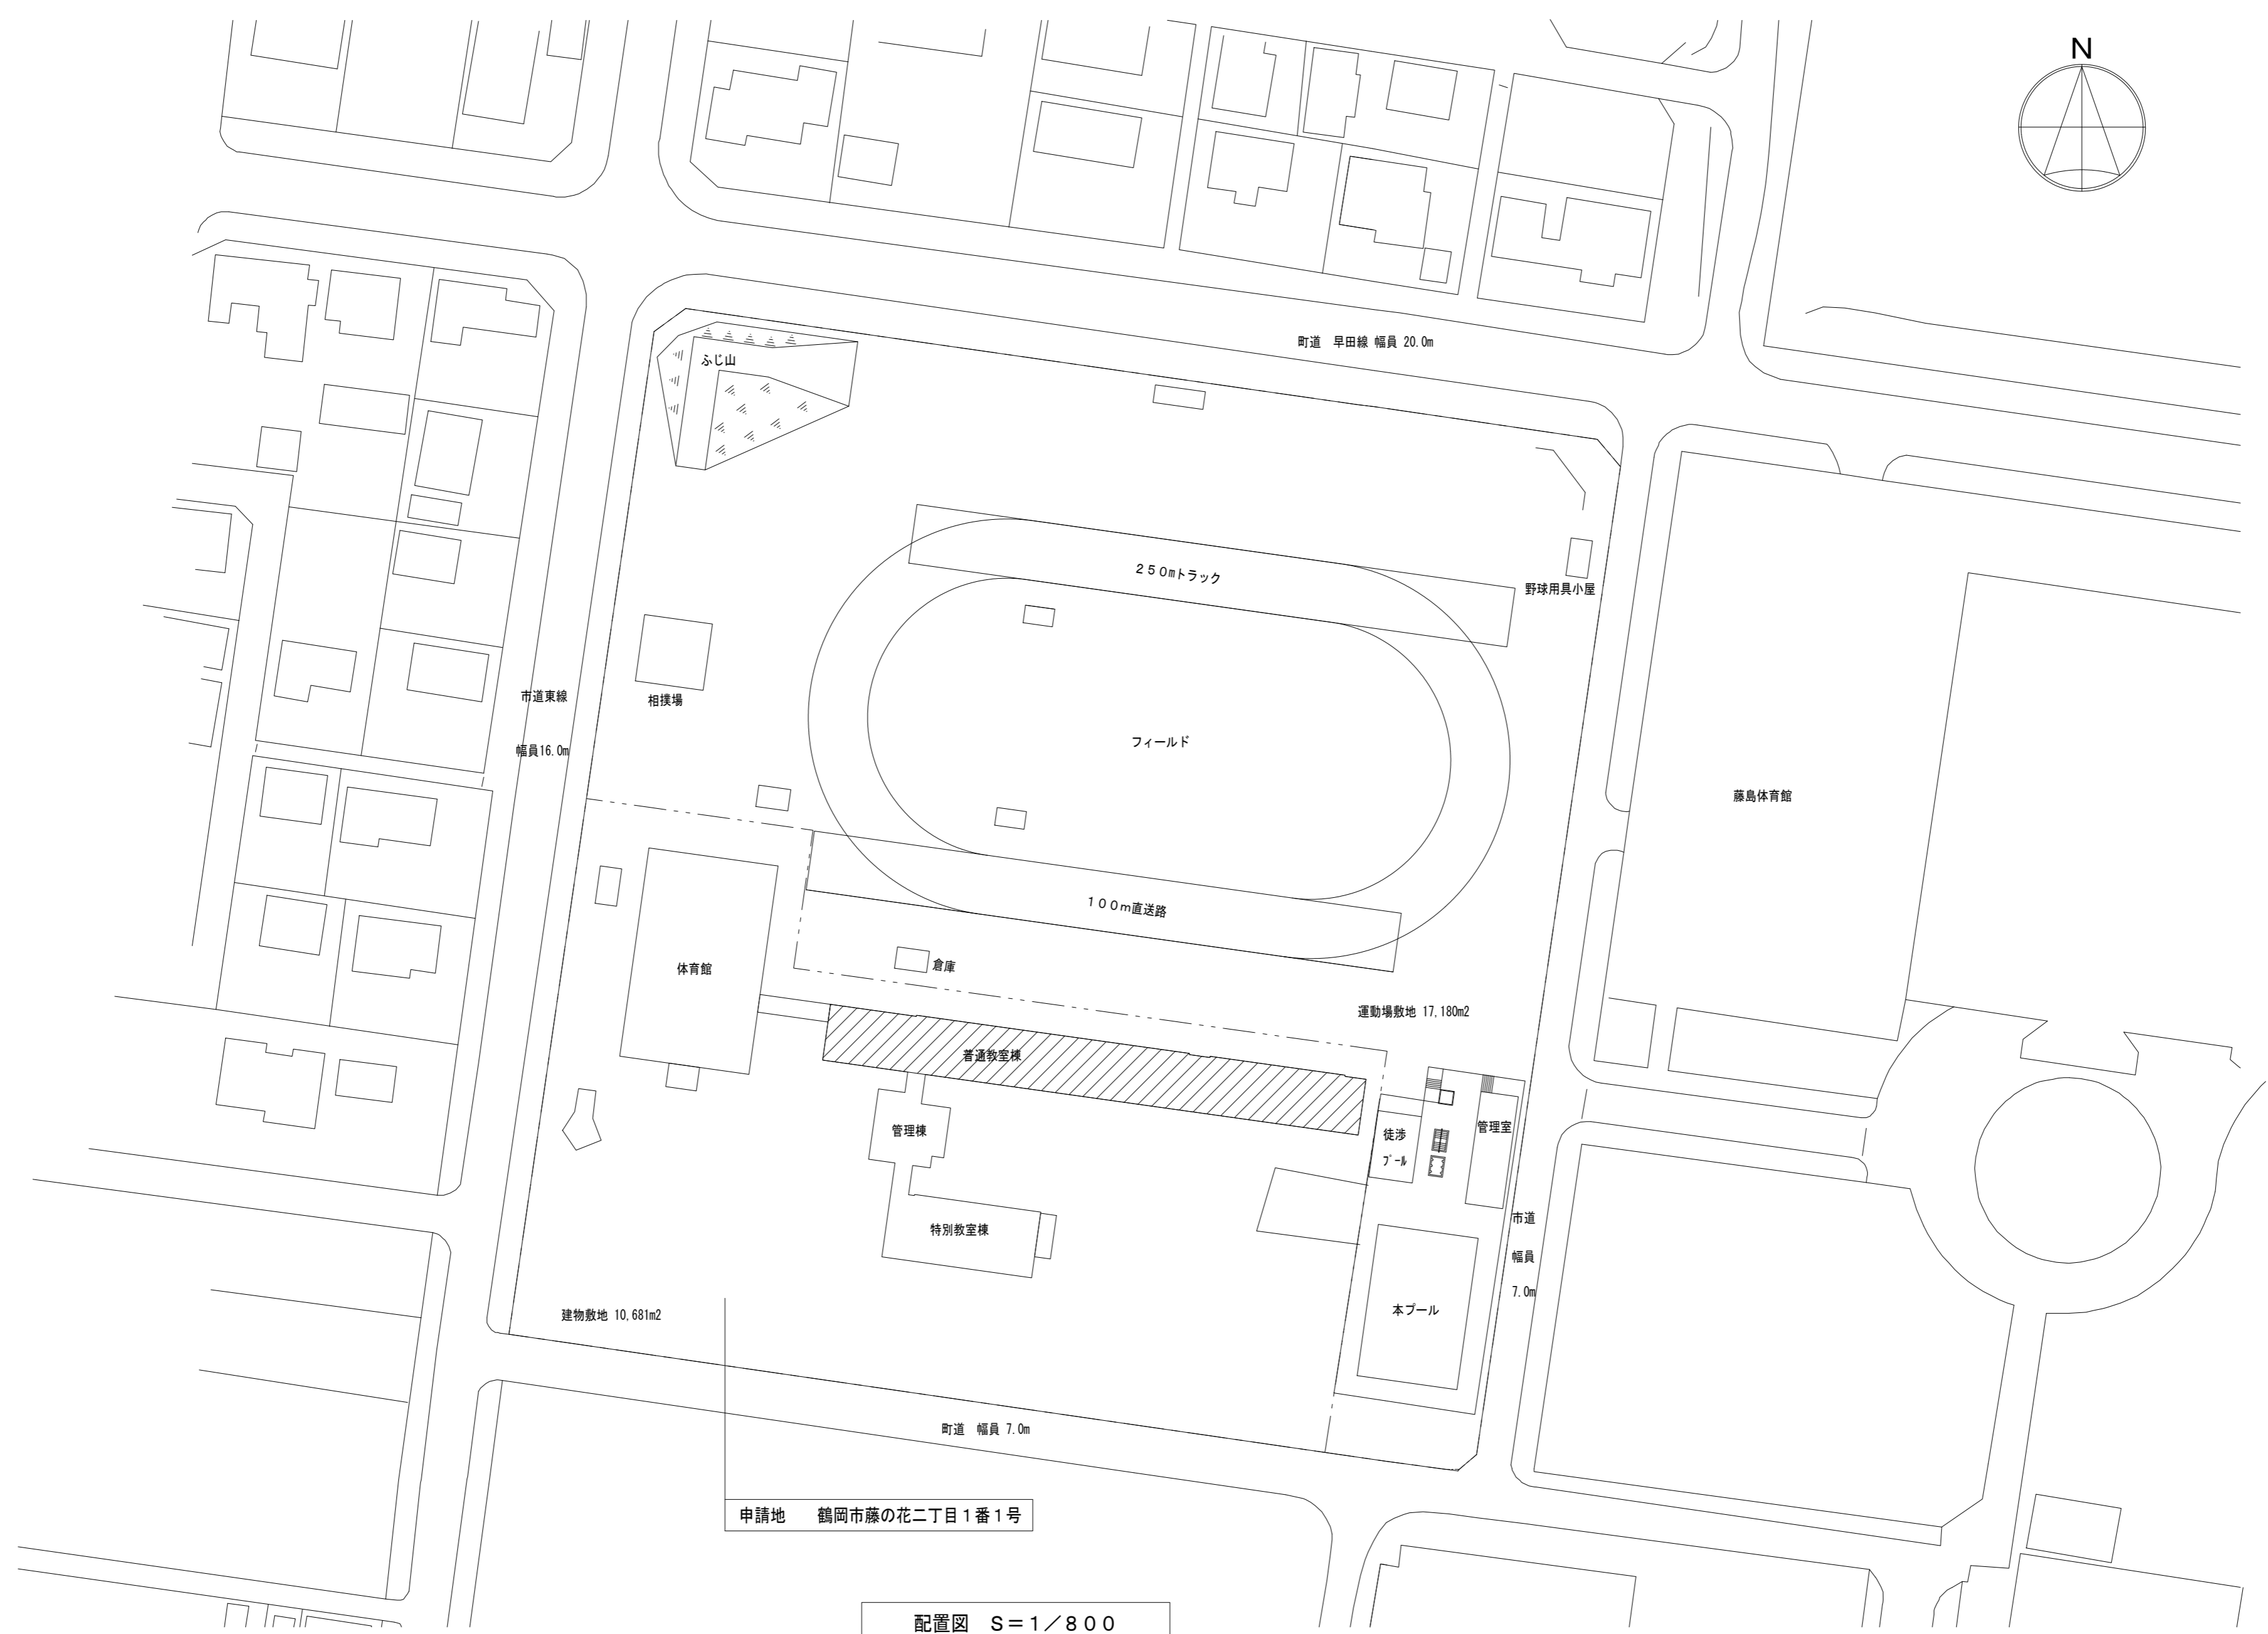 N
町道　早田線 幅員 20.0m
ふじ山
２５０mトラック
野球用具小屋
市道東線
幅員16.0m
相撲場
フィールド
藤島体育館
１００m直送路
体育館
倉庫
運動場敷地 17,180m2
普通教室棟
管理棟
徒渉
プール
管理室
特別教室棟
市道
幅員
7.0m
本プール
建物敷地 10,681m2
町道　幅員 7.0m
申請地　　鶴岡市藤の花二丁目１番１号
配置図　Ｓ＝１／８００